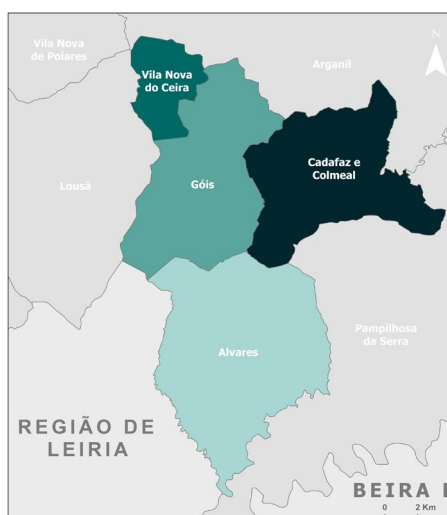 Vila Nova
de Poiares
N
Vila Nova
do Ceira
Arganil
Cadafaz e
Colmeal
Lousã
Góis
Alvares
Pampilhosa
da Serra
REGIÃO DE
LEIRIA
BEIRA
0 2 Km